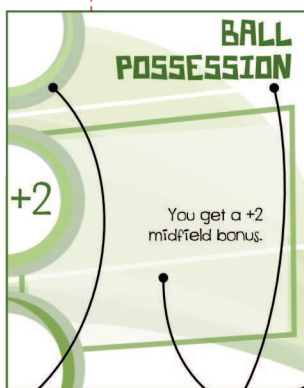 BALL
POSSESSION
+2
You get a +2
midfield bonus.